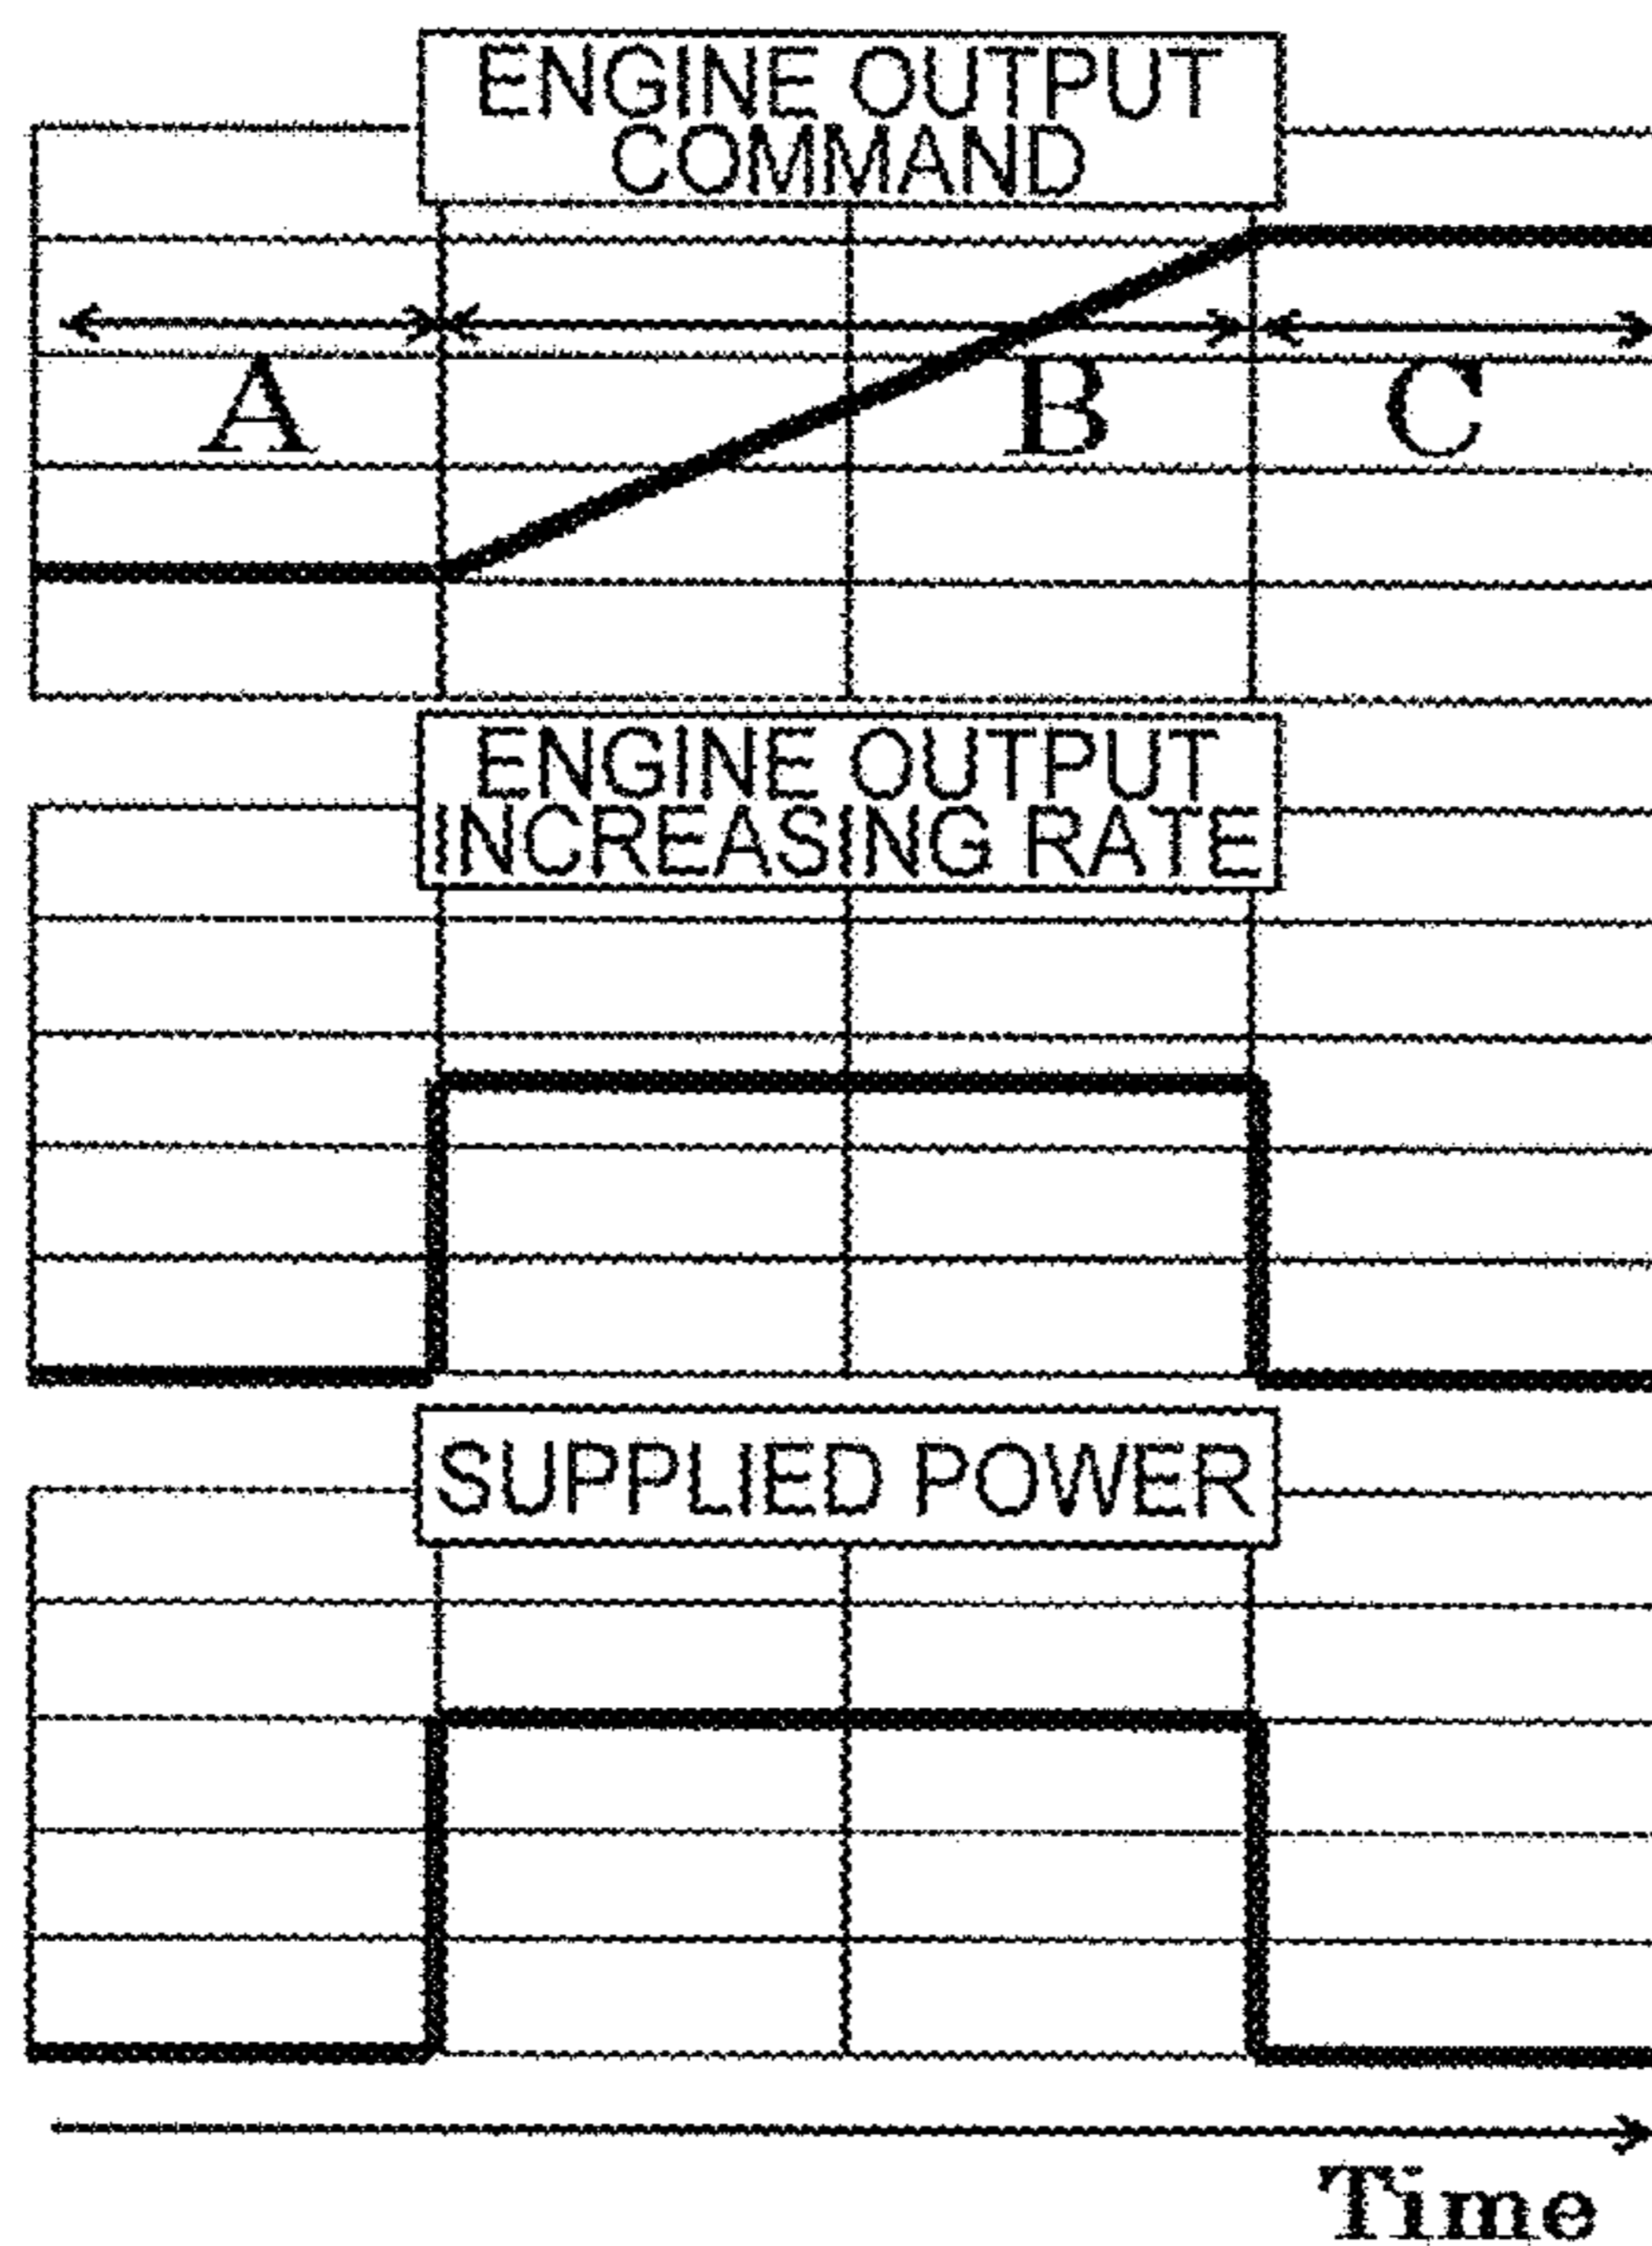 ENGINE OUTPUT
COMMAND
A
B
C
ENGINE OUTPUT
INCREASING RATE
SUPPLIED POWER
Time